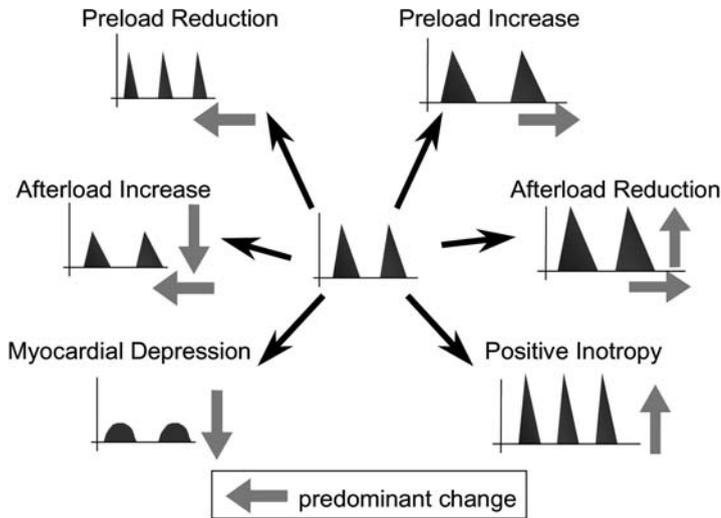 Preload Reduction
Preload Increase
Afterload Increase
Afterload Reduction
Myocardial Depression
Positive Inotropy
predominant change